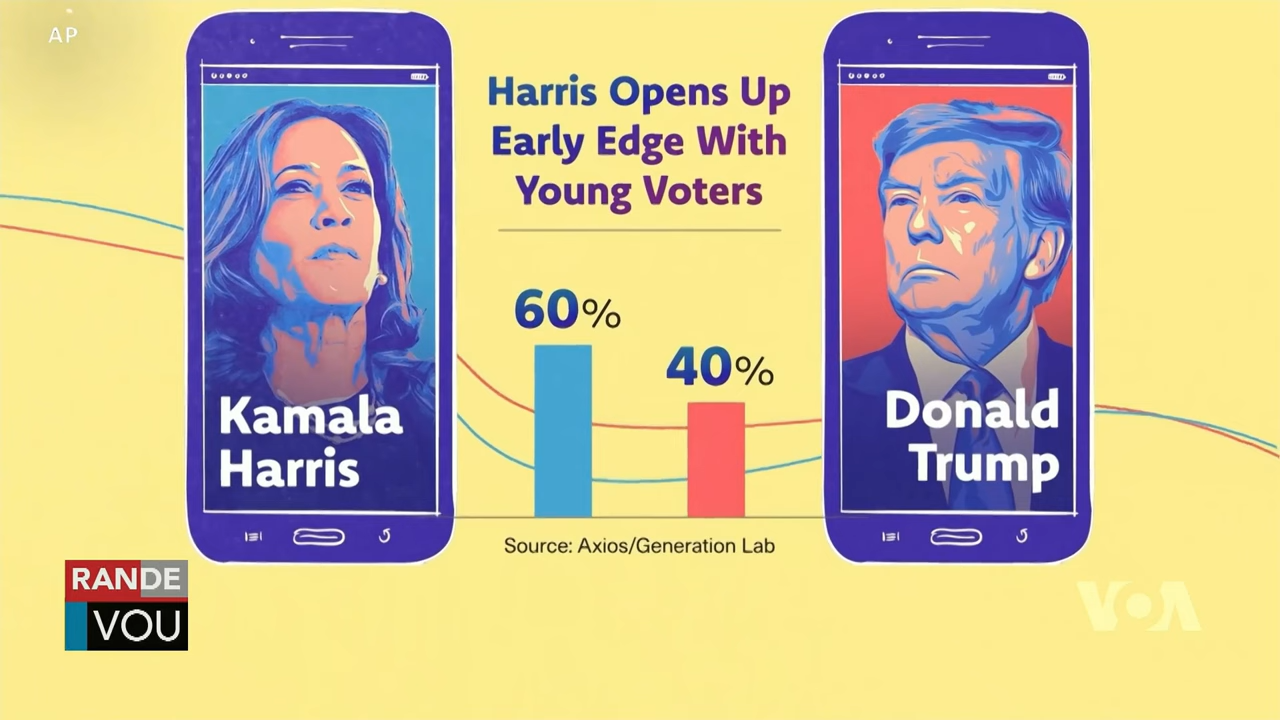 AP
Harris Opens Up
Early Edge With
Young Voters
60%
40%
Kamala
Harris
Donald
Trump
Source: Axios/Generation Lab
RANDE
VOU
VOA